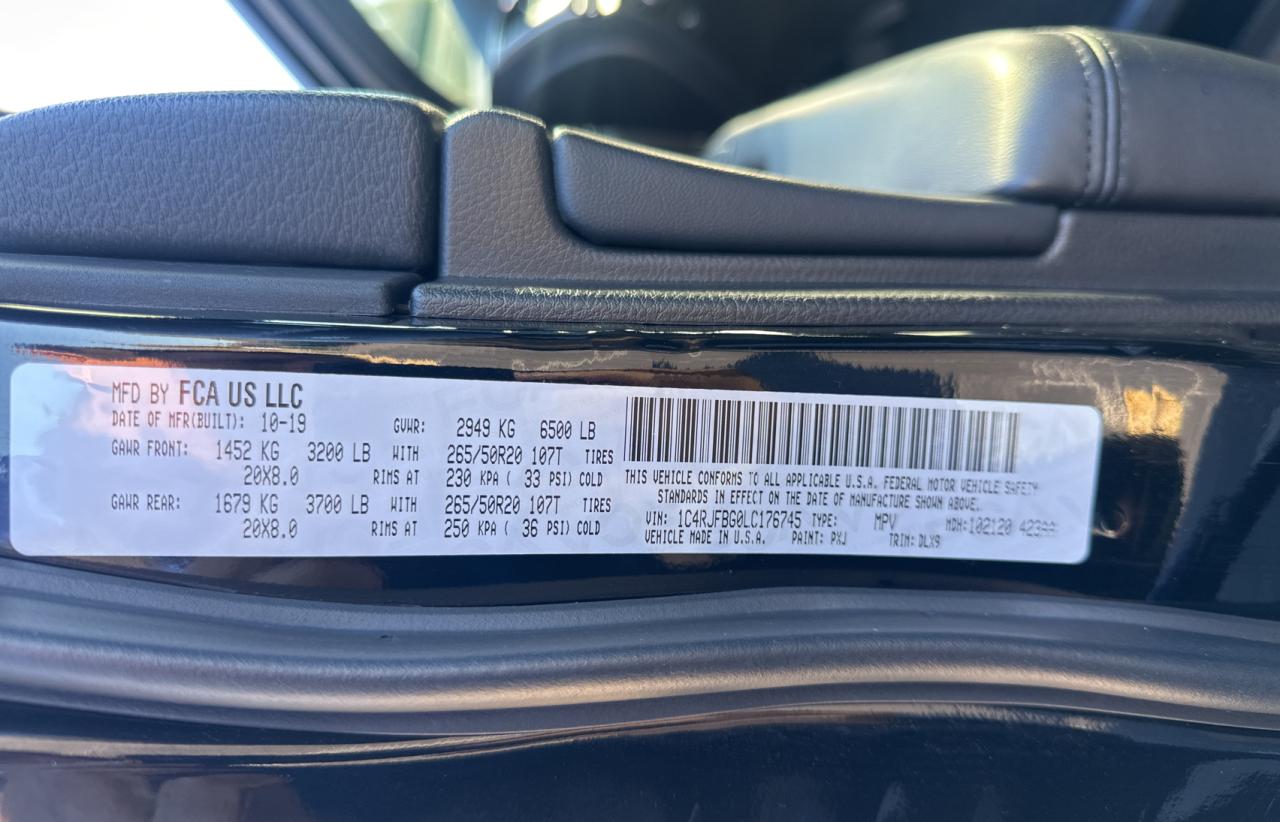 MFD BY FCA US LLC
DATE OF MFR(BUILT): 10-19 GVWR: 2949 KG 6500 LB
GAWR FRONT: 1452 KG 3200 LB WITH 265/50R20 107T TIRES
20X8.0 RIMS AT 230 KPA ( 33 PSI) COLD
GAWR REAR: 1679 KG 3700 LB WITH 265/50R20 107T TIRES
20X8.0 RIMS AT 250 KPA ( 36 PSI) COLD
THIS VEHICLE CONFORMS TO ALL APPLICABLE U.S.A. FEDERAL MOTOR VEHICLE SAFETY
STANDARDS IN EFFECT ON THE DATE OF MANUFACTURE SHOWN ABOVE.
VIN: 1C4RJFBG0LC176745 TYPE: MPV MDH:102120
VEHICLE MADE IN U.S.A. PAINT: PXJ TRIM: DLX9